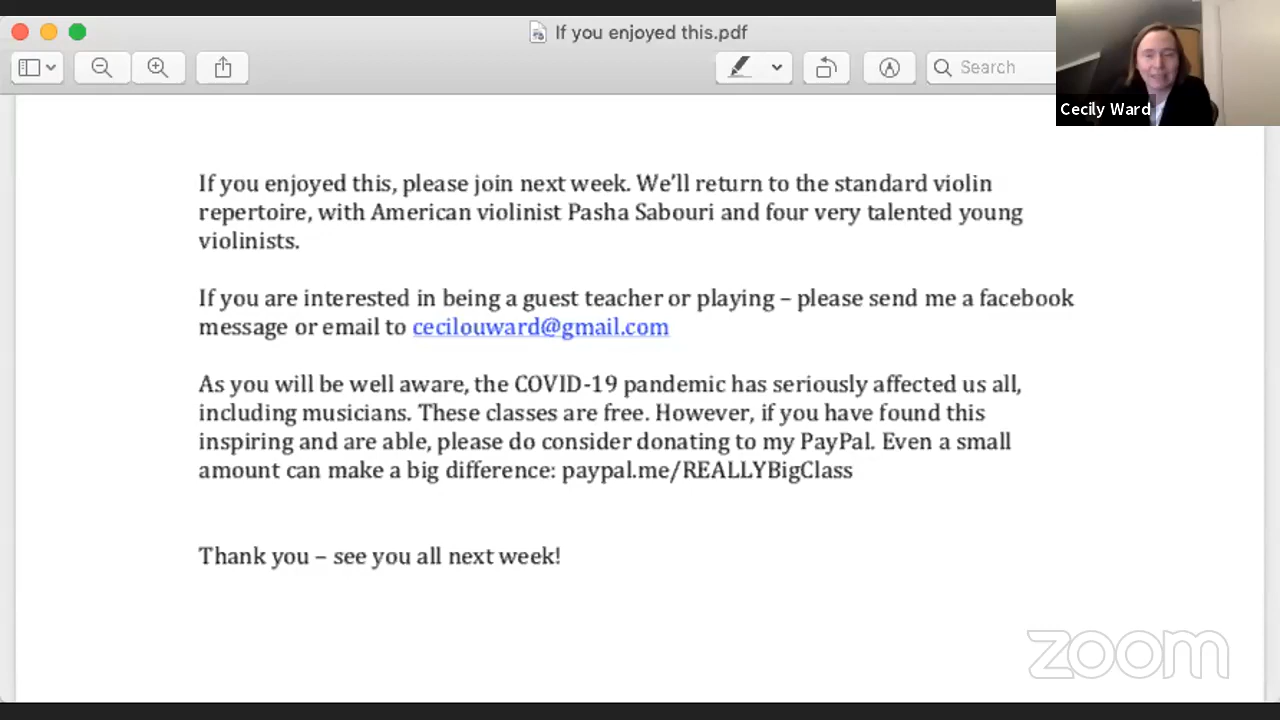 If you enjoyed this.pdf
Search
Cecily Ward
If you enjoyed this, please join next week. We’ll return to the standard violin
repertoire, with American violinist Pasha Sabouri and four very talented young
violinists.
If you are interested in being a guest teacher or playing – please send me a facebook
message or email to cecilouward@gmail.com
As you will be well aware, the COVID-19 pandemic has seriously affected us all,
including musicians. These classes are free. However, if you have found this
inspiring and are able, please do consider donating to my PayPal. Even a small
amount can make a big difference: paypal.me/REALLYBigClass
Thank you – see you all next week!
zoom